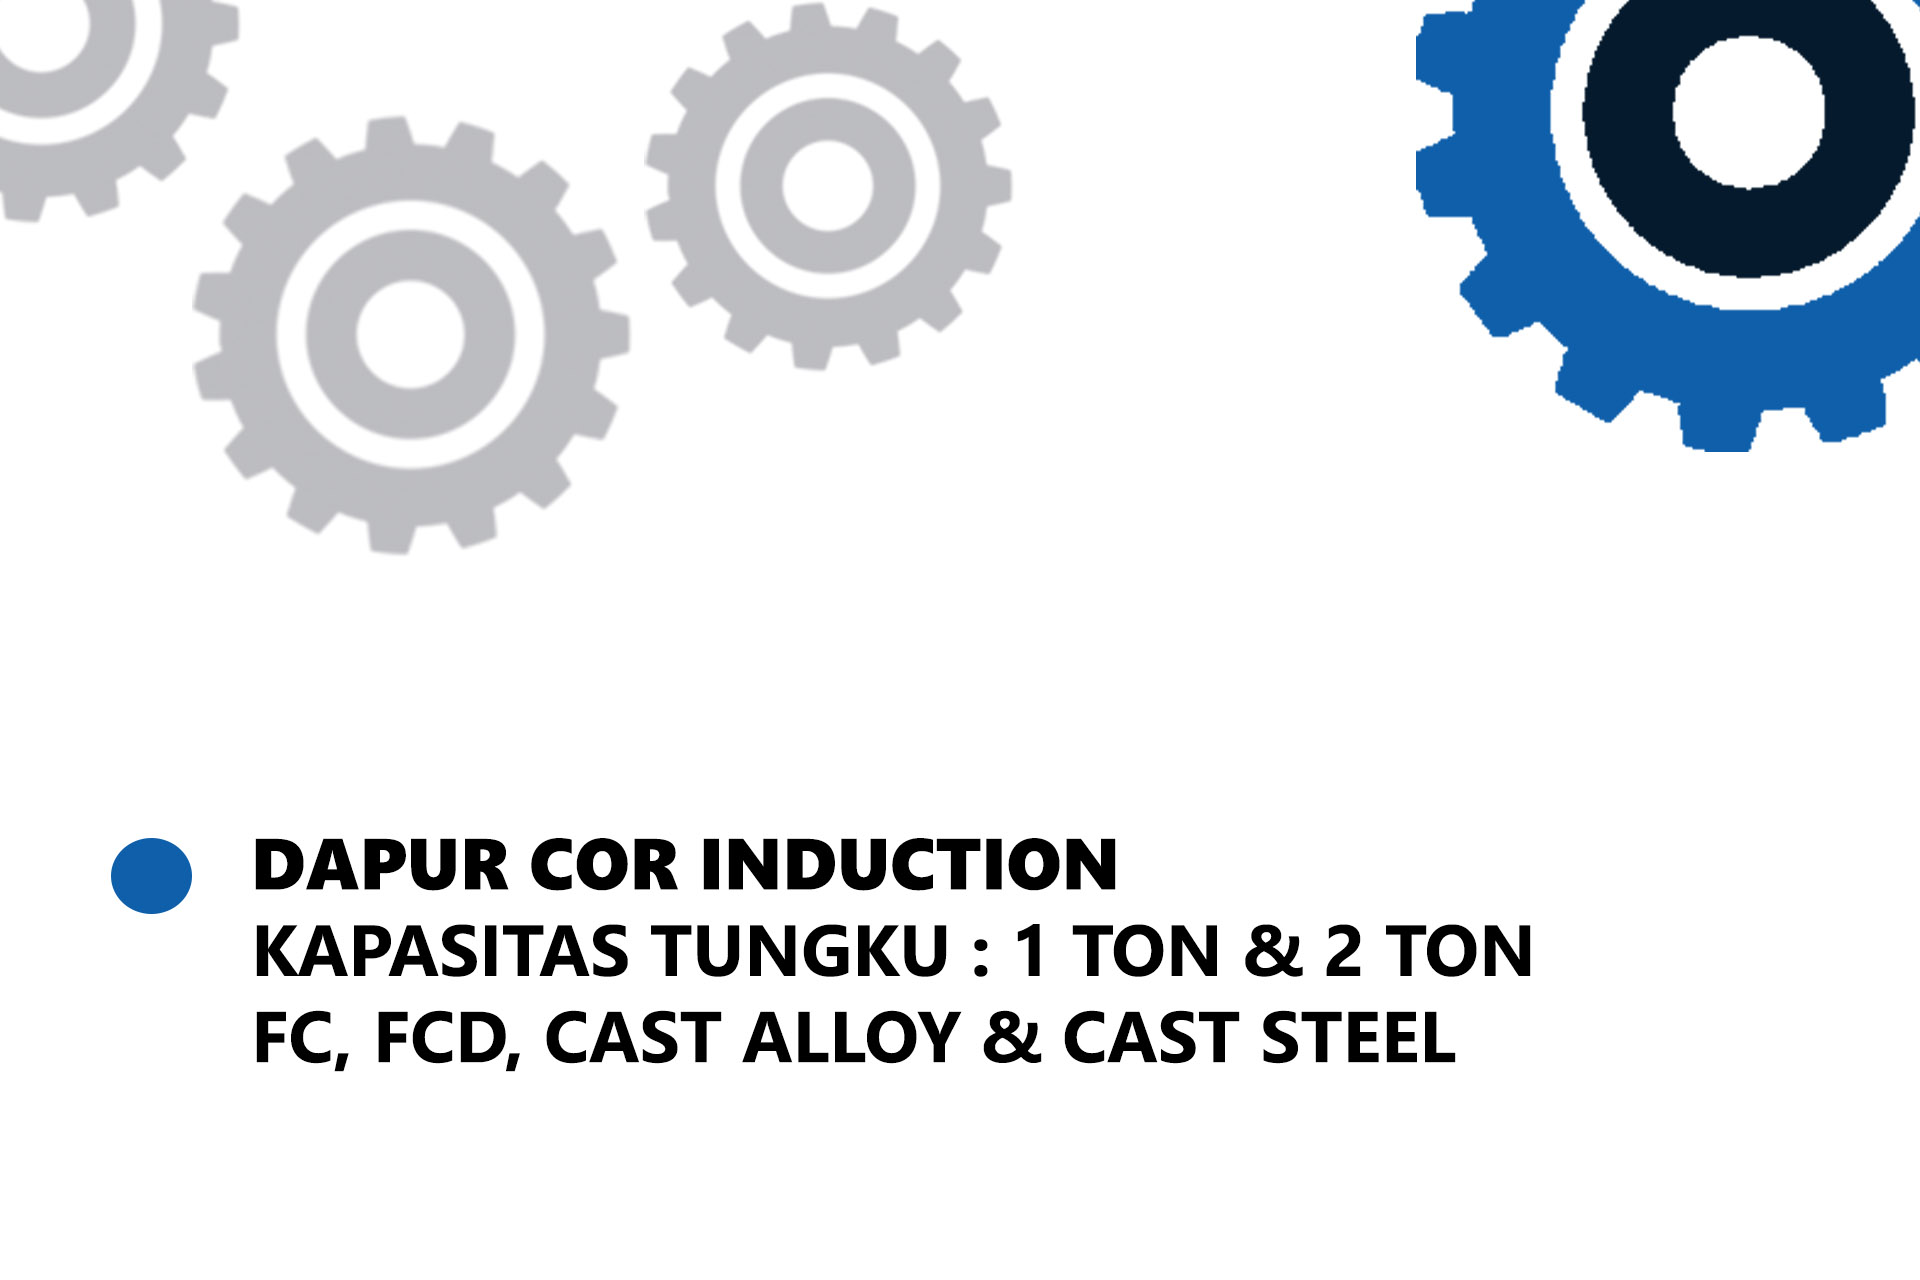 DAPUR COR INDUCTION
KAPASITAS TUNGKU : 1 TON & 2 TON
FC, FCD, CAST ALLOY & CAST STEEL